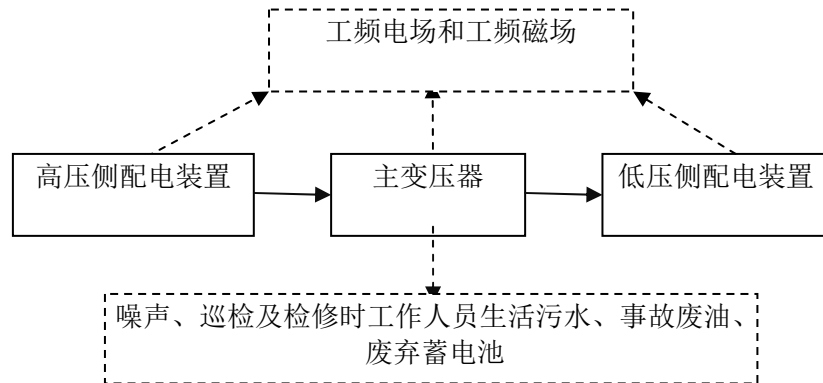 工频电场和工频磁场
高压侧配电装置
主变压器
低压侧配电装置
噪声、巡检及检修时工作人员生活污水、事故废油、
废弃蓄电池